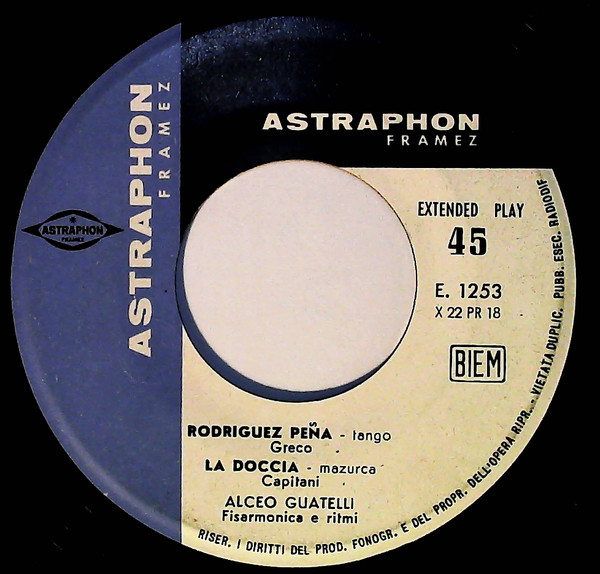 ASTRAPHON
FRAMEZ
ASTRAPHON
FRAMEZ
ASTRAPHON
FRAMEZ
EXTENDED PLAY
45
E. 1253
X 22 PR 18
BIEM
RODRIGUEZ PEÑA - tango
Greco
LA DOCCIA - mazurca
Capitani
ALCEO GUATELLI
Fisarmonica e ritmi
RISER. I DIRITTI DEL PROD. FONOGR. E DEL PROPR. DELL'OPERA RIPR. - VIETATA DUPLIC. PUBB. ESEC. RADIODIF